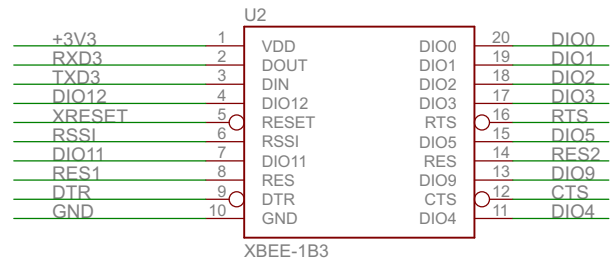 U2
+3V3 1 VDD DIO0 20 DIO0
RXD3 2 DOUT DIO1 19 DIO1
TXD3 3 DIN DIO2 18 DIO2
DIO12 4 DIO12 DIO3 17 DIO3
XRESET 5 RESET RTS 16 RTS
RSSI 6 RSSI DIO5 15 DIO5
DIO11 7 DIO11 RES 14 RES2
RES1 8 RES DIO9 13 DIO9
DTR 9 DTR CTS 12 CTS
GND 10 GND DIO4 11 DIO4
XBEE-1B3